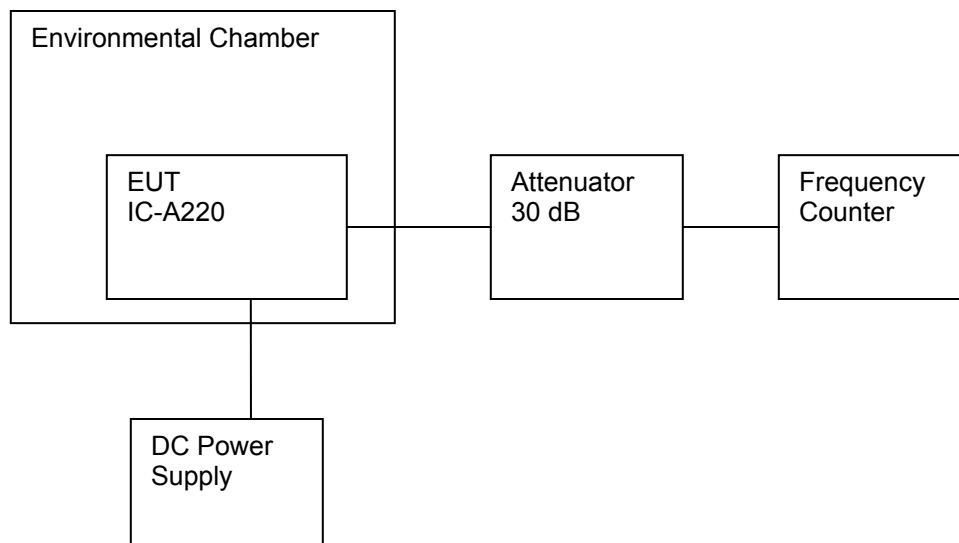 Environmental Chamber
EUT
IC-A220
Attenuator
30 dB
Frequency
Counter
DC Power
Supply